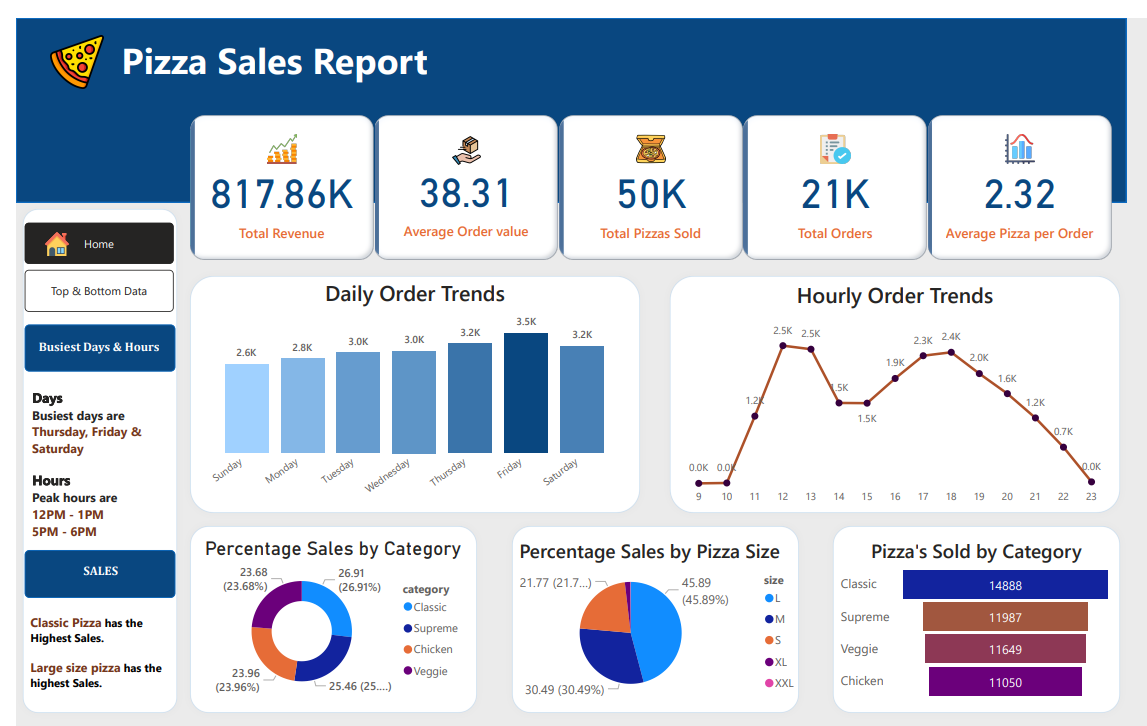 Pizza Sales Report
817.86K
Total Revenue
38.31
Average Order value
50K
Total Pizzas Sold
21K
Total Orders
2.32
Average Pizza per Order
Home
Top & Bottom Data
Busiest Days & Hours
Days
Busiest days are
Thursday, Friday &
Saturday
Hours
Peak hours are
12PM - 1PM
5PM - 6PM
SALES
Classic Pizza has the
Highest Sales.
Large size pizza has the
highest Sales.
Daily Order Trends
2.6K
2.8K
3.0K
3.0K
3.2K
3.5K
3.2K
Sunday
Monday
Tuesday
Wednesday
Thursday
Friday
Saturday
Hourly Order Trends
0.0K
0.0K
1.2K
2.5K
2.5K
1.5K
1.5K
1.9K
2.3K
2.4K
2.0K
1.6K
1.2K
0.7K
0.0K
9 10 11 12 13 14 15 16 17 18 19 20 21 22 23
Percentage Sales by Category
23.68
(23.68%)
26.91
(26.91%)
23.96
(23.96%)
25.46 (25....)
category
Classic
Supreme
Chicken
Veggie
Percentage Sales by Pizza Size
21.77 (21.7...)
45.89
(45.89%)
30.49 (30.49%)
size
L
M
S
XL
XXL
Pizza's Sold by Category
Classic 14888
Supreme 11987
Veggie 11649
Chicken 11050